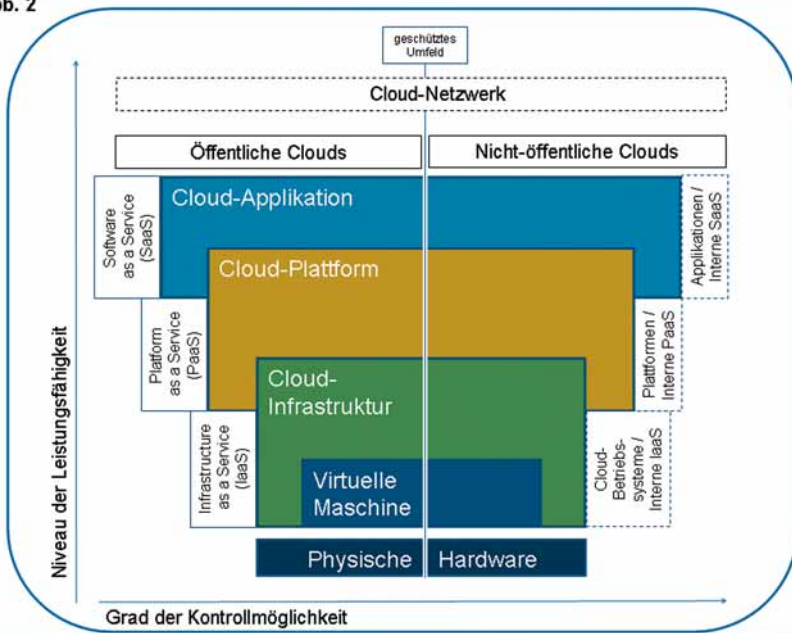 b. 2
geschütztes
Umfeld
Cloud-Netzwerk
Öffentliche Clouds
Nicht-öffentliche Clouds
Software
as a Service
(SaaS)
Cloud-Applikation
Applikationen /
Interne SaaS
Platform
as a Service
(PaaS)
Cloud-Plattform
Plattformen /
Interne PaaS
Infrastructure
as a Service
(IaaS)
Cloud-
Infrastruktur
Cloud-
Betriebs-
systeme /
Interne IaaS
Virtuelle
Maschine
Physische Hardware
Niveau der Leistungsfähigkeit
Grad der Kontrollmöglichkeit